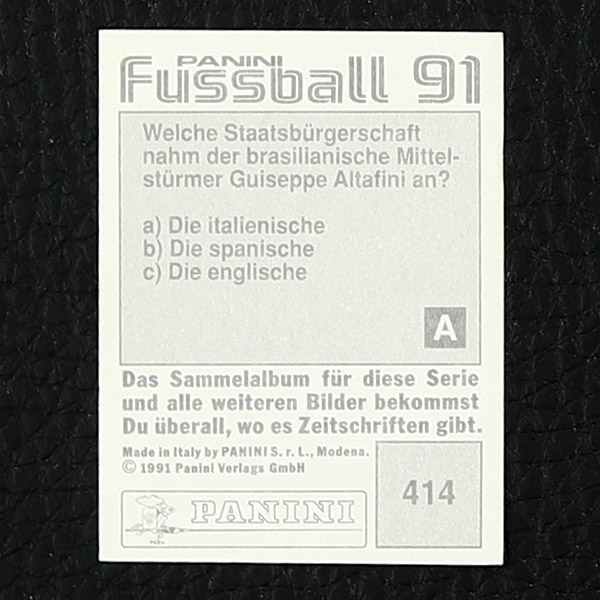 PANINI
Fussball 91
Welche Staatsbürgerschaft
nahm der brasilianische Mittel-
stürmer Guiseppe Altafini an?
a) Die italienische
b) Die spanische
c) Die englische
A
Das Sammelalbum für diese Serie
und alle weiteren Bilder bekommst
Du überall, wo es Zeitschriften gibt.
Made in Italy by PANINI S. r. L., Modena.
© 1991 Panini Verlags GmbH
414
PANINI